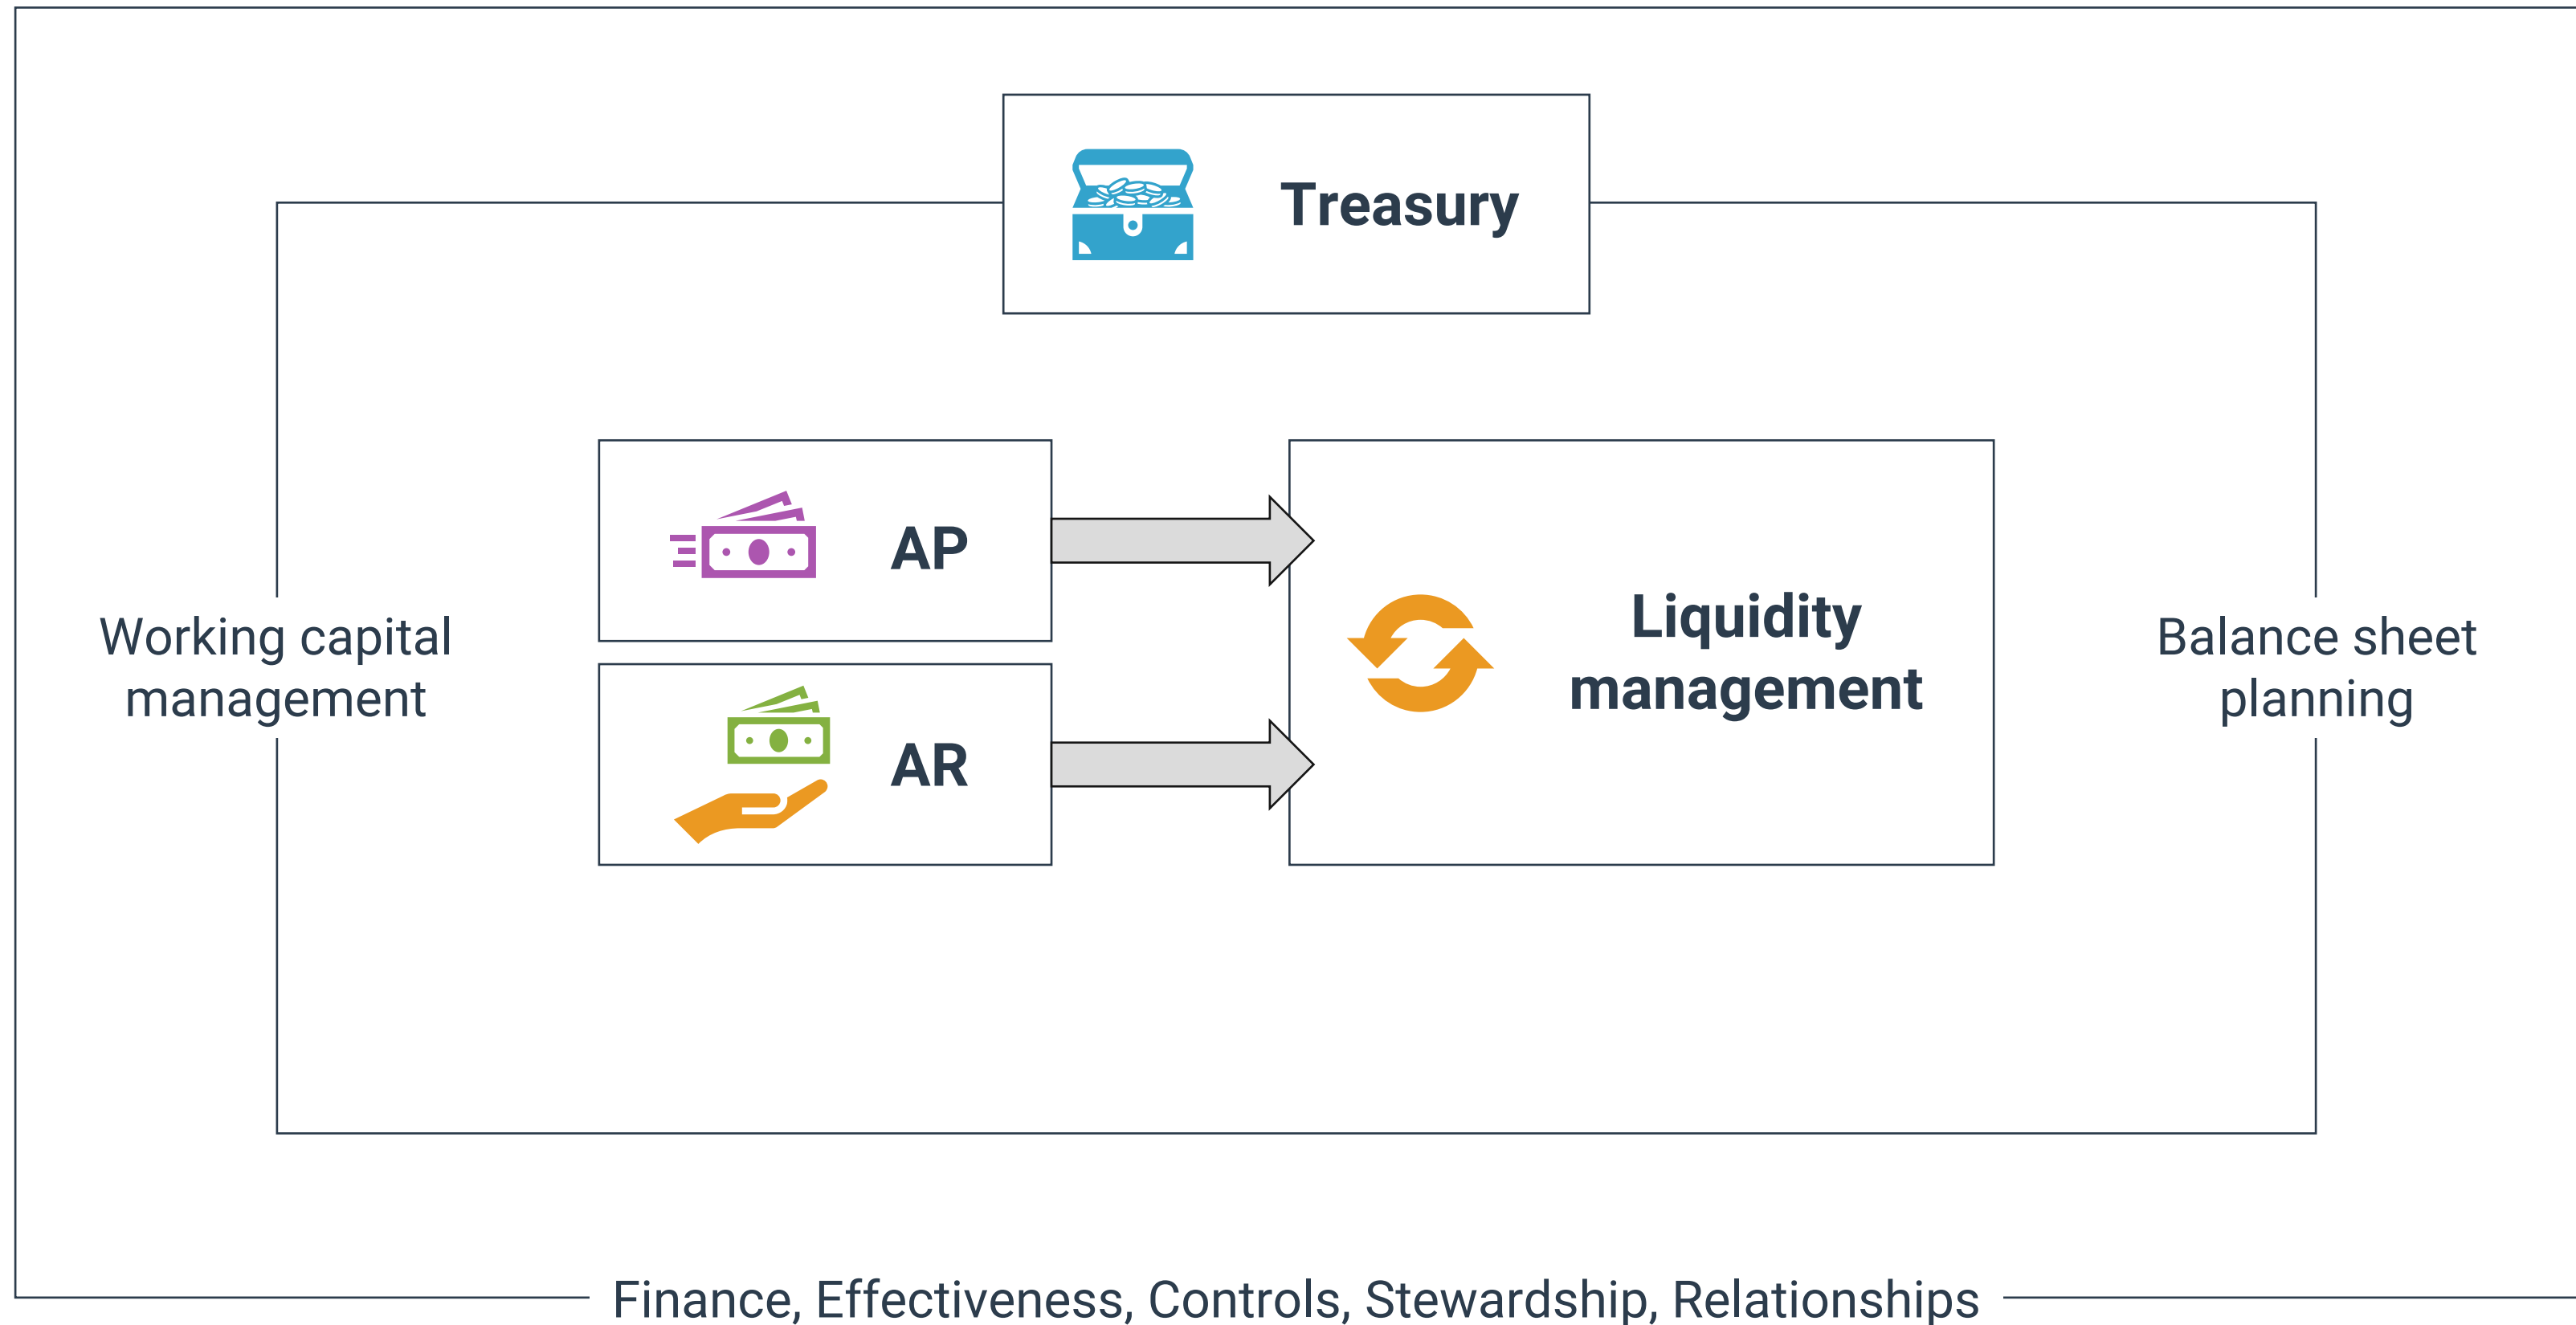 Treasury
AP
AR
Liquidity
management
Working capital
management
Balance sheet
planning
Finance, Effectiveness, Controls, Stewardship, Relationships